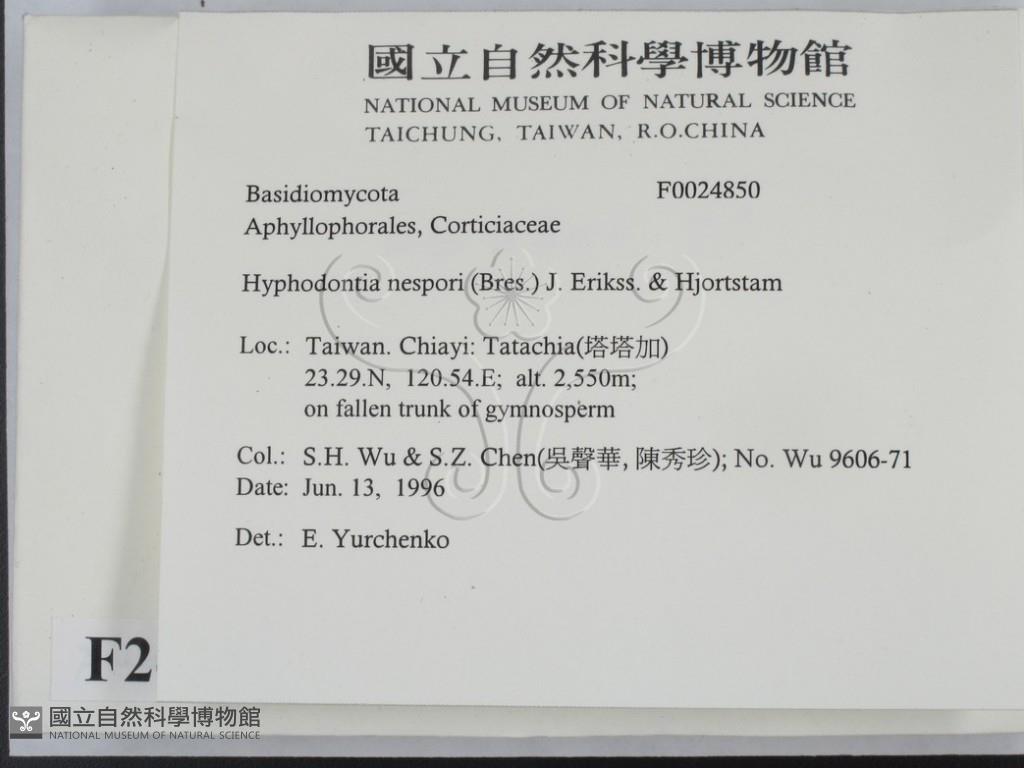 國立自然科學博物館
NATIONAL MUSEUM OF NATURAL SCIENCE
TAICHUNG, TAIWAN, R.O.CHINA
Basidiomycota F0024850
Aphyllophorales, Corticiaceae
Hyphodontia nespori (Bres.) J. Erikss. & Hjortstam
Loc.: Taiwan. Chiayi: Tatachia(塔塔加)
23.29.N, 120.54.E; alt. 2,550m;
on fallen trunk of gymnosperm
Col.: S.H. Wu & S.Z. Chen(吳聲華, 陳秀珍); No. Wu 9606-71
Date: Jun. 13, 1996
Det.: E. Yurchenko
F2
國立自然科學博物館
NATIONAL MUSEUM OF NATURAL SCIENCE